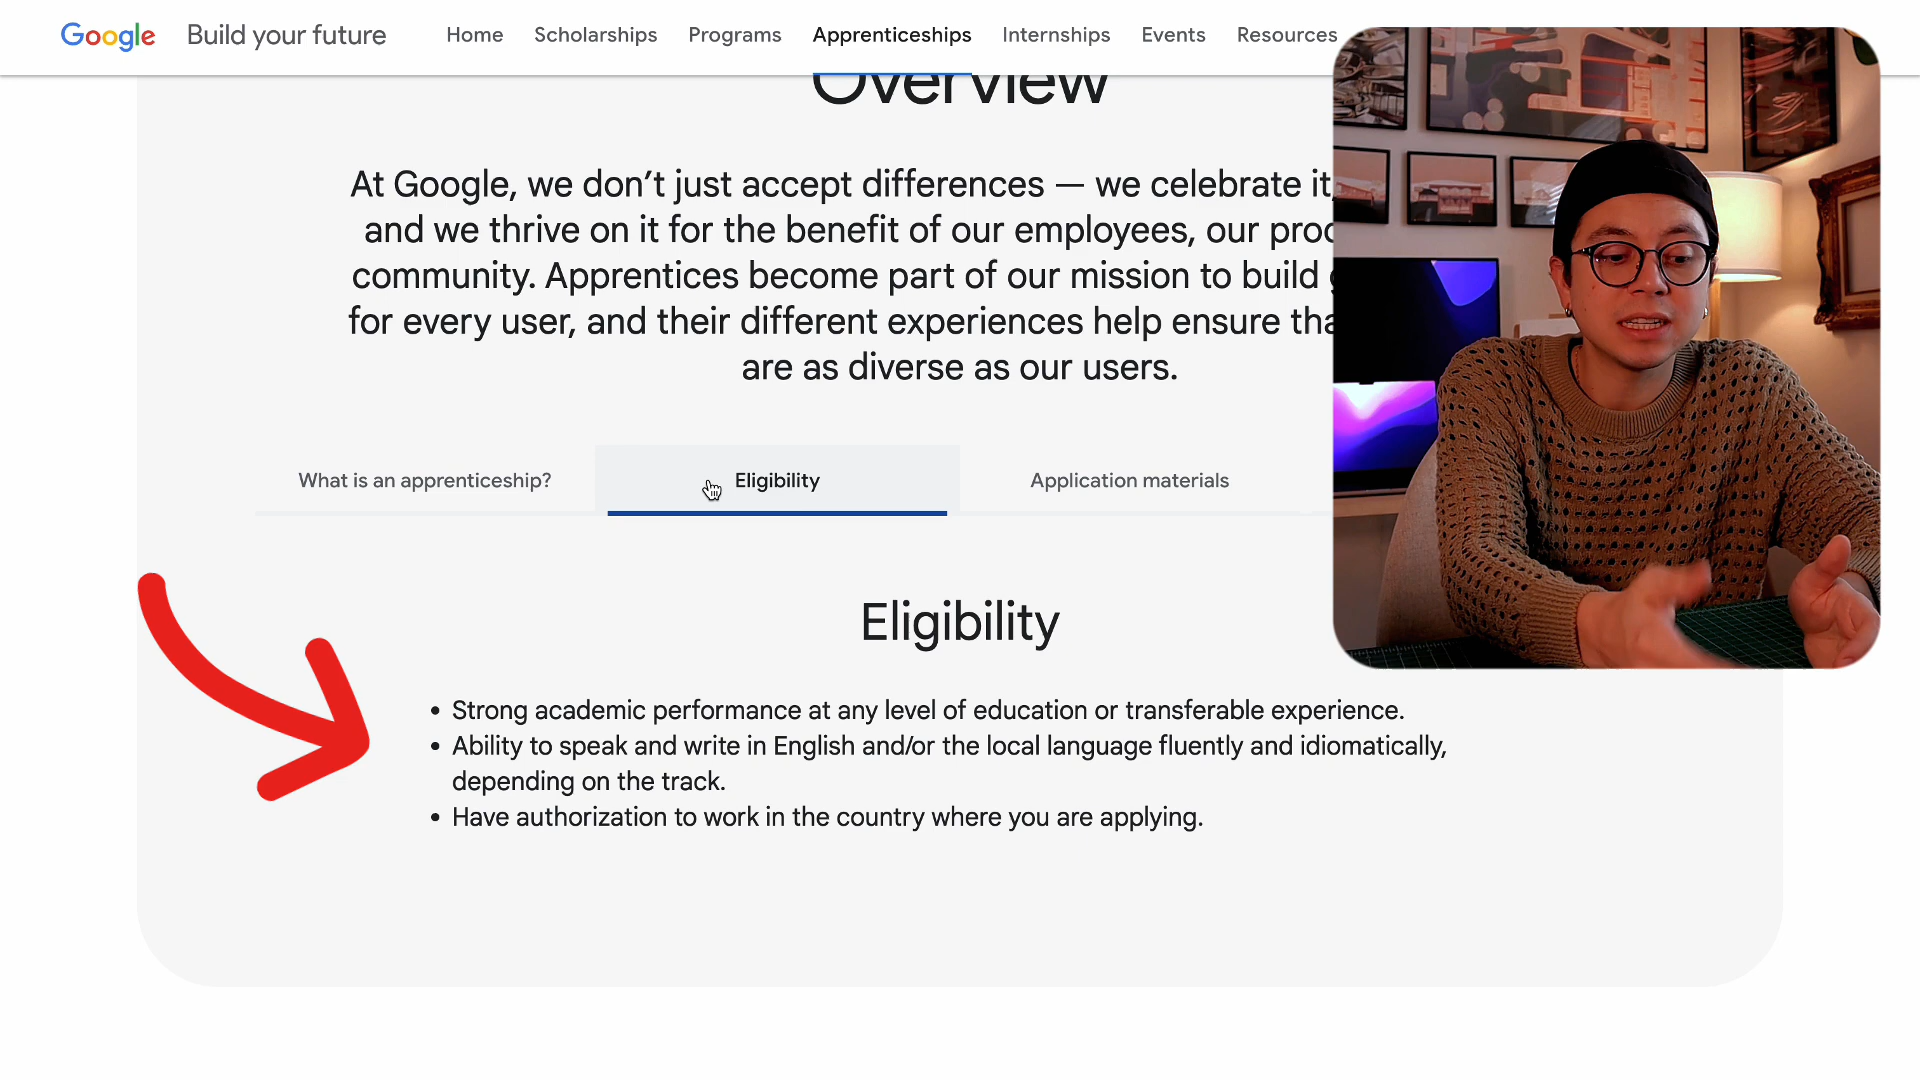 Google Build your future Home Scholarships Programs Apprenticeships Internships Events Resources
Overview
At Google, we don't just accept differences — we celebrate it,
and we thrive on it for the benefit of our employees, our
community. Apprentices become part of our mission to build
for every user, and their different experiences help ensure
are as diverse as our users.
What is an apprenticeship? Eligibility Application materials
Eligibility
• Strong academic performance at any level of education or transferable experience.
• Ability to speak and write in English and/or the local language fluently and idiomatically,
depending on the track.
• Have authorization to work in the country where you are applying.